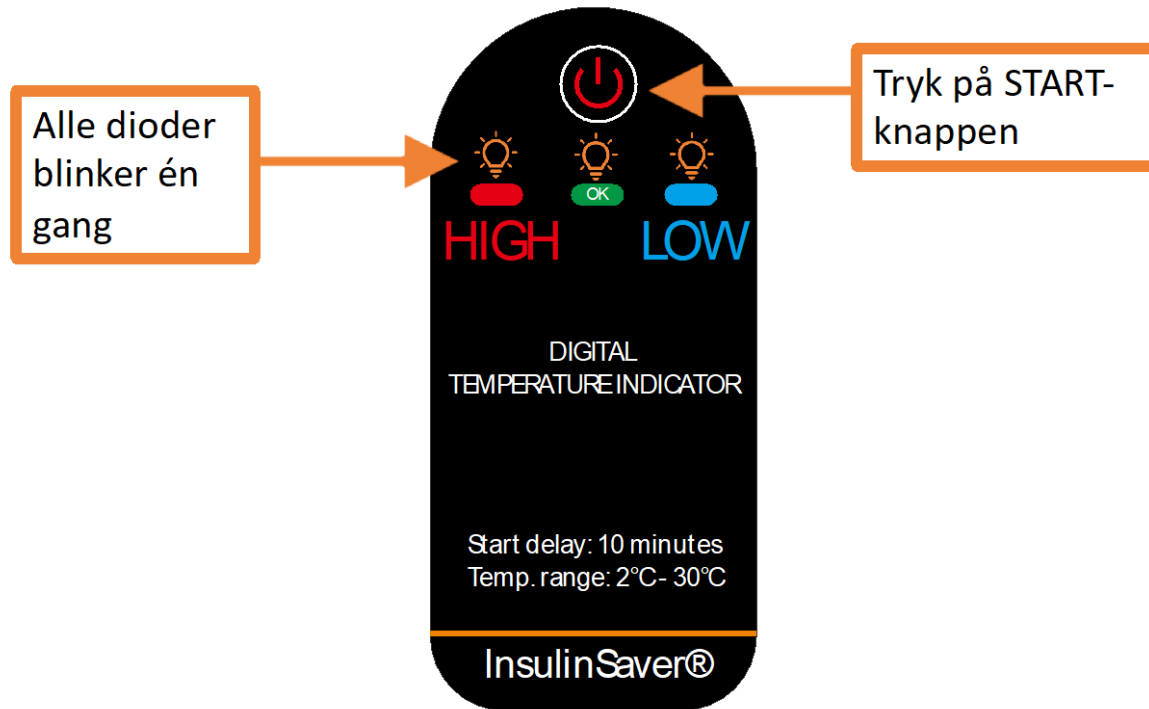 Alle dioder
blinker én
gang
Tryk på START-
knappen
OK
HIGH LOW
DIGITAL
TEMPERATURE INDICATOR
Start delay: 10 minutes
Temp. range: 2°C - 30°C
InsulinSaver®